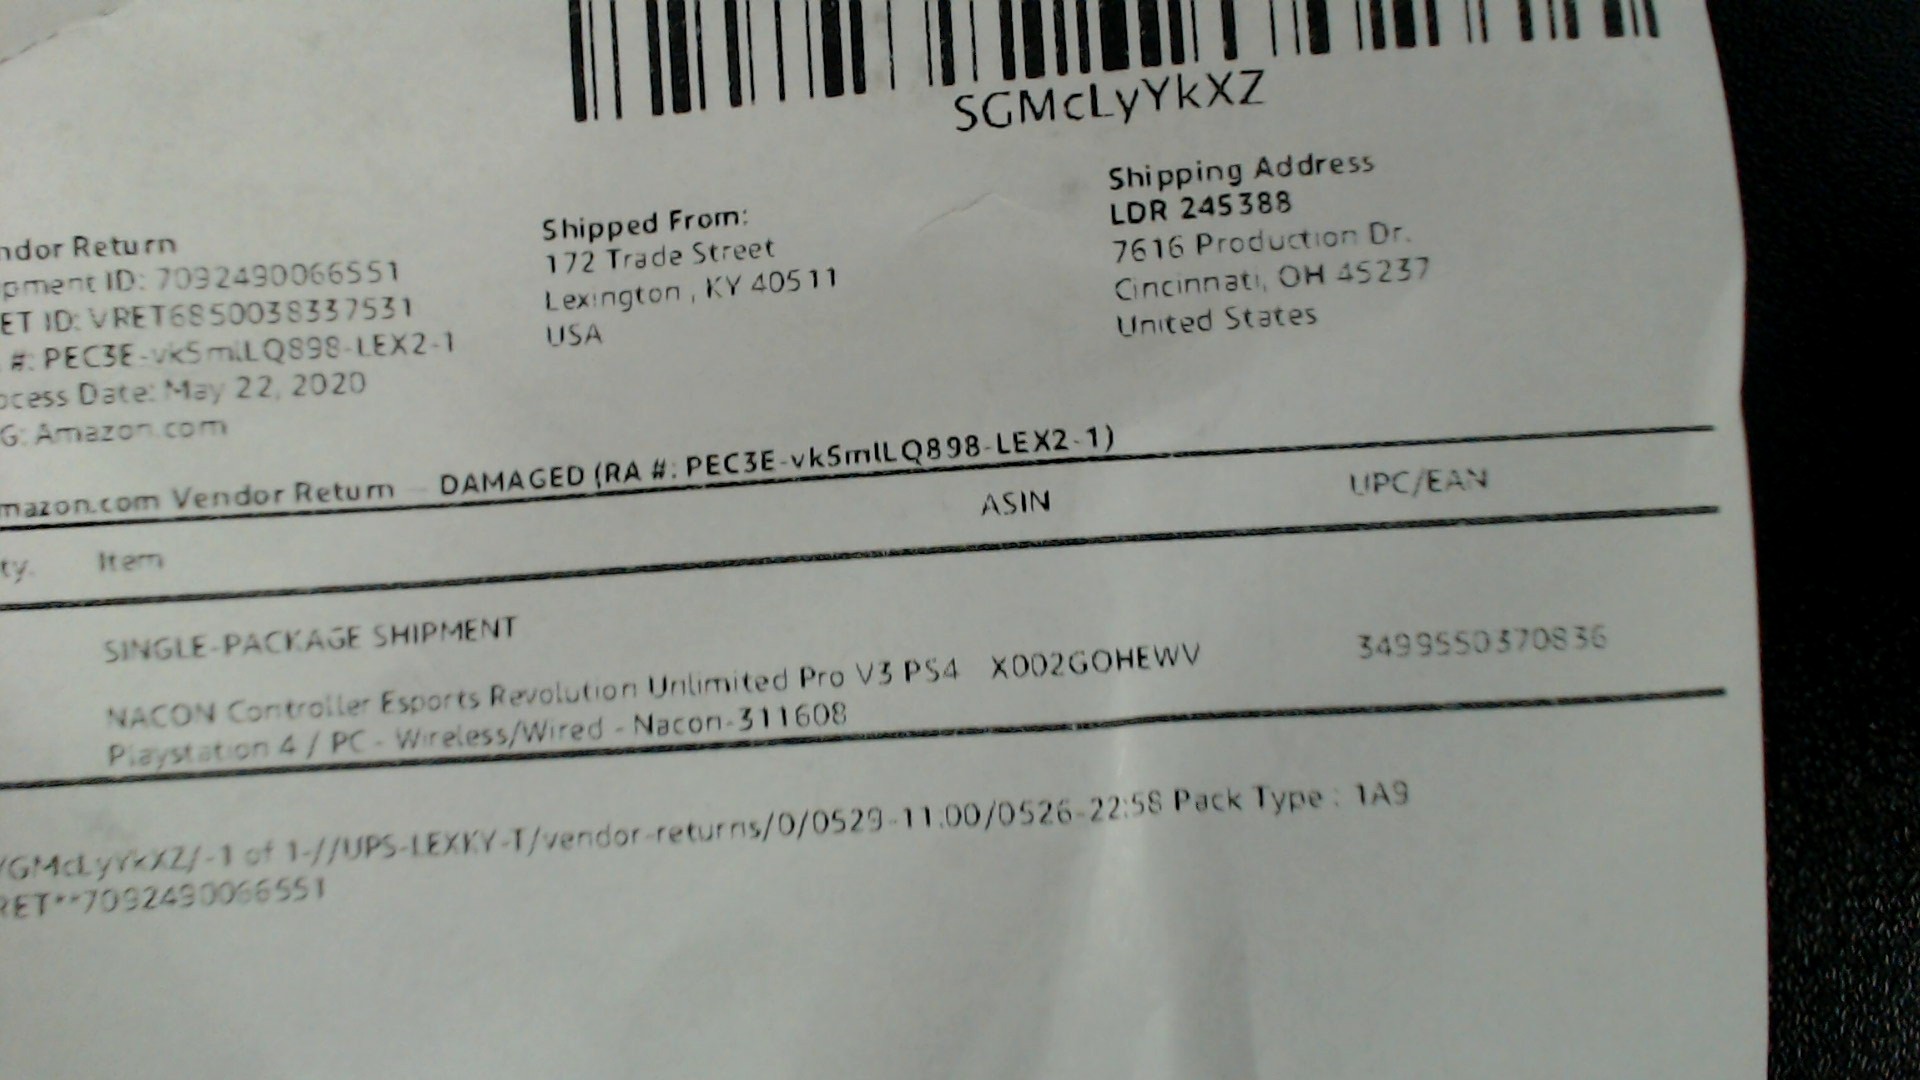 SGMcLyYkXZ
ndor Return
pment ID: 7092490066551
ET ID: VRET6850038337531
#: PEC3E-vk5mlLQ898-LEX2-1
ocess Date: May 22, 2020
G: Amazon.com
Shipped From:
172 Trade Street
Lexington , KY 40511
USA
Shipping Address
LDR 245388
7616 Production Dr.
Cincinnati, OH 45237
United States
mazon.com Vendor Return DAMAGED (RA #: PEC3E-vk5mlLQ898-LEX2-1)
ty. Item ASIN UPC/EAN
SINGLE-PACKAGE SHIPMENT
NACON Controller Esports Revolution Unlimited Pro V3 PS4 X002GOHEWV 3499550370836
Playstation 4 / PC - Wireless/Wired - Nacon-311608
/GMcLyYkXZ/-1 of 1-//UPS-LEXKY-T/vendor-returns/0/0529-11:00/0526-22:58 Pack Type : 1A9
RET**7092490066551